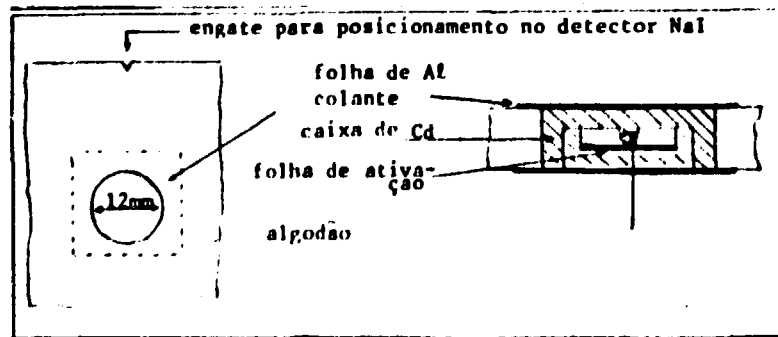 engate para posicionamento no detector NaI
folha de Aℓ
colante
caixa de Cd
folha de ativa-
ção
12mm
algodão